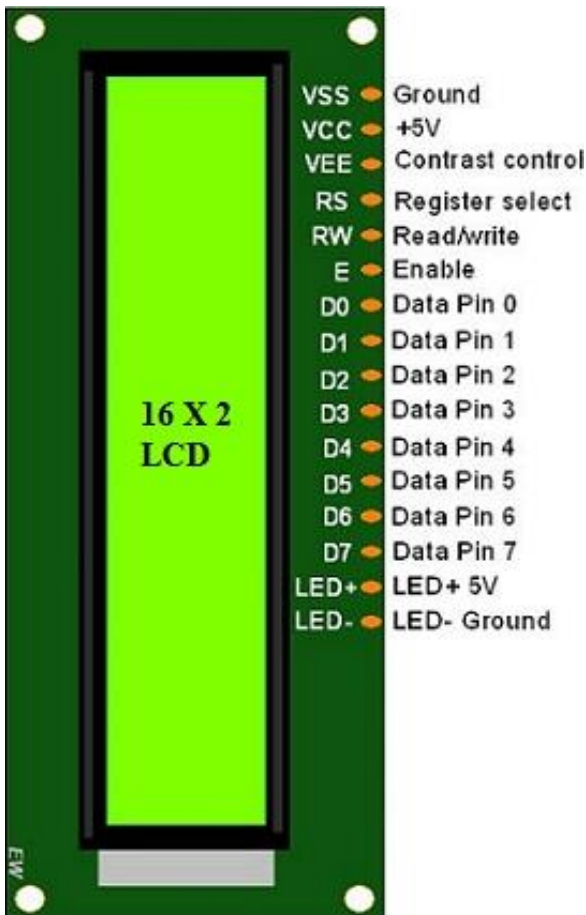 VSS Ground
VCC +5V
VEE Contrast control
RS Register select
RW Read/write
E Enable
D0 Data Pin 0
D1 Data Pin 1
D2 Data Pin 2
D3 Data Pin 3
D4 Data Pin 4
D5 Data Pin 5
D6 Data Pin 6
D7 Data Pin 7
LED+ LED+ 5V
LED- LED- Ground
16 X 2
LCD
EW